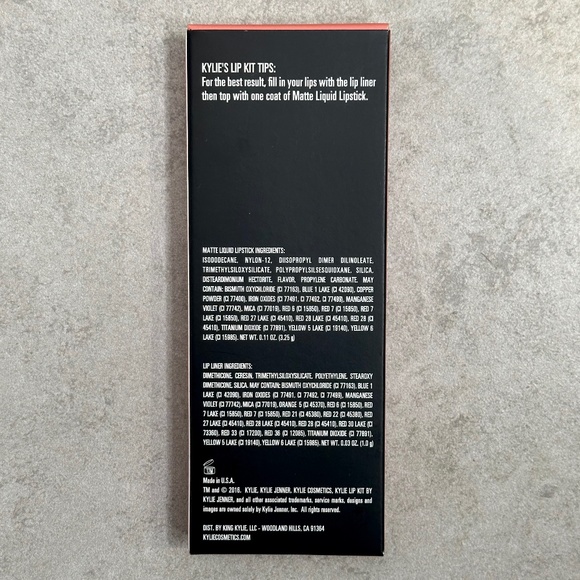 KYLIE'S LIP KIT TIPS:
For the best result, fill in your lips with the lip liner
then top with one coat of Matte Liquid Lipstick.
MATTE LIQUID LIPSTICK INGREDIENTS:
ISODODECANE, NYLON-12, DIISOPROPYL DIMER DILINOLEATE,
TRIMETHYLSILOXYSILICATE, POLYPROPYLSILSESQUIOXANE, SILICA,
DISTEARDIMONIUM HECTORITE, FLAVOR, PROPYLENE CARBONATE. MAY
CONTAIN: BISMUTH OXYCHLORIDE (CI 77163), BLUE 1 LAKE (CI 42090), COPPER
POWDER (CI 77400), IRON OXIDES (CI 77491, CI 77492, CI 77499), MANGANESE
VIOLET (CI 77742), MICA (CI 77019), RED 6 (CI 15850), RED 7 (CI 15850), RED 7
LAKE (CI 15850), RED 27 LAKE (CI 45410), RED 28 LAKE (CI 45410), RED 28 (CI
45410), TITANIUM DIOXIDE (CI 77891), YELLOW 5 LAKE (CI 19140), YELLOW 6
LAKE (CI 15985). NET WT. 0.11 OZ. (3.25 g)
LIP LINER INGREDIENTS:
DIMETHICONE, CERESIN, TRIMETHYLSILOXYSILICATE, POLYETHYLENE, STEAROXY
DIMETHICONE, SILICA. MAY CONTAIN: BISMUTH OXYCHLORIDE (CI 77163), BLUE 1
LAKE (CI 42090), IRON OXIDES (CI 77491, CI 77492, CI 77499), MANGANESE
VIOLET (CI 77742), MICA (CI 77019), ORANGE 5 (CI 45370), RED 6 (CI 15850), RED
7 LAKE (CI 15850), RED 7 (CI 15850), RED 21 (CI 45380), RED 22 (CI 45380), RED
27 LAKE (CI 45410), RED 28 LAKE (CI 45410), RED 28 (CI 45410), RED 30 LAKE (CI
73360), RED 33 (CI 17200), RED 36 (CI 12085), TITANIUM DIOXIDE (CI 77891),
YELLOW 5 LAKE (CI 19140), YELLOW 6 LAKE (CI 15985). NET WT. 0.03 OZ. (1.0 g)
Made in U.S.A.
TM and © 2016. KYLIE, KYLIE JENNER, KYLIE COSMETICS, KYLIE LIP KIT BY
KYLIE JENNER, and all other associated trademarks, service marks, designs and
images are owned solely by Kylie Jenner, Inc. All rights reserved.
DIST. BY KING KYLIE, LLC - WOODLAND HILLS, CA 91364
KYLIECOSMETICS.COM